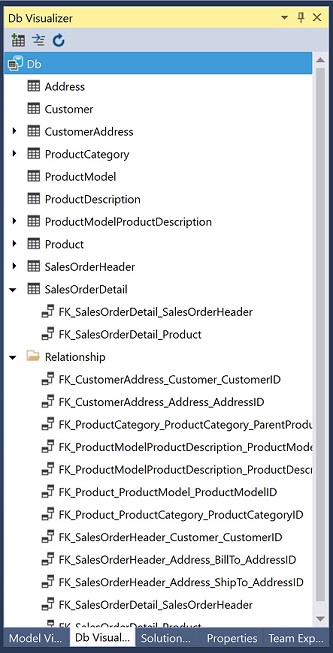 Db Visualizer
Db
Address
Customer
CustomerAddress
ProductCategory
ProductModel
ProductDescription
ProductModelProductDescription
Product
SalesOrderHeader
SalesOrderDetail
FK_SalesOrderDetail_SalesOrderHeader
FK_SalesOrderDetail_Product
Relationship
FK_CustomerAddress_Customer_CustomerID
FK_CustomerAddress_Address_AddressID
FK_ProductCategory_ProductCategory_ParentProdu
FK_ProductModelProductDescription_ProductMode
FK_ProductModelProductDescription_ProductDescr
FK_Product_ProductModel_ProductModelID
FK_Product_ProductCategory_ProductCategoryID
FK_SalesOrderHeader_Customer_CustomerID
FK_SalesOrderHeader_Address_BillTo_AddressID
FK_SalesOrderHeader_Address_ShipTo_AddressID
FK_SalesOrderDetail_SalesOrderHeader
FK_SalesOrderDetail_Product
Model Vi... Db Visual... Solution... Properties Team Exp...